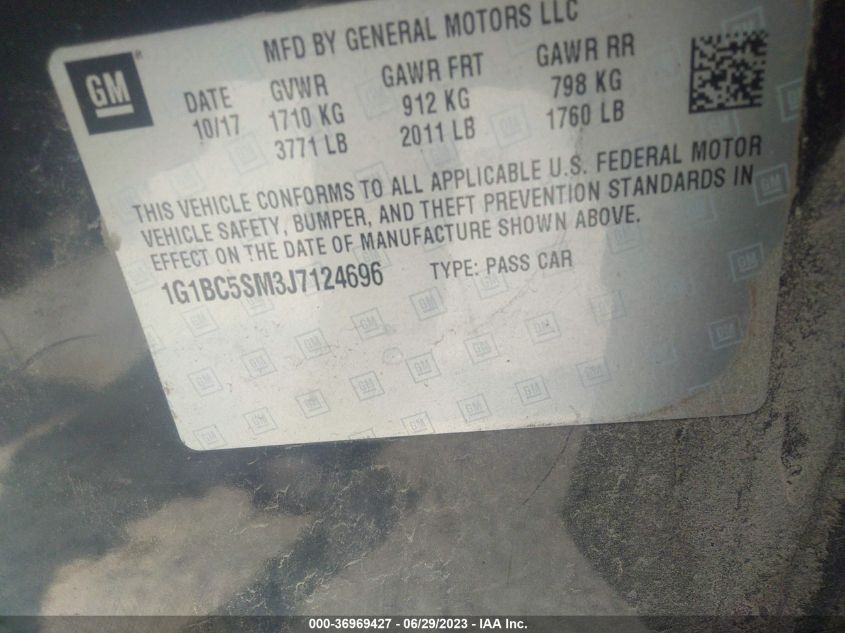 MFD BY GENERAL MOTORS LLC
GM
DATE GVWR GAWR FRT GAWR RR
10/17 1710 KG 912 KG 798 KG
3771 LB 2011 LB 1760 LB
THIS VEHICLE CONFORMS TO ALL APPLICABLE U.S. FEDERAL MOTOR
VEHICLE SAFETY, BUMPER, AND THEFT PREVENTION STANDARDS IN
EFFECT ON THE DATE OF MANUFACTURE SHOWN ABOVE.
1G1BC5SM3J7124696 TYPE: PASS CAR
000-36969427 - 06/29/2023 - IAA Inc.